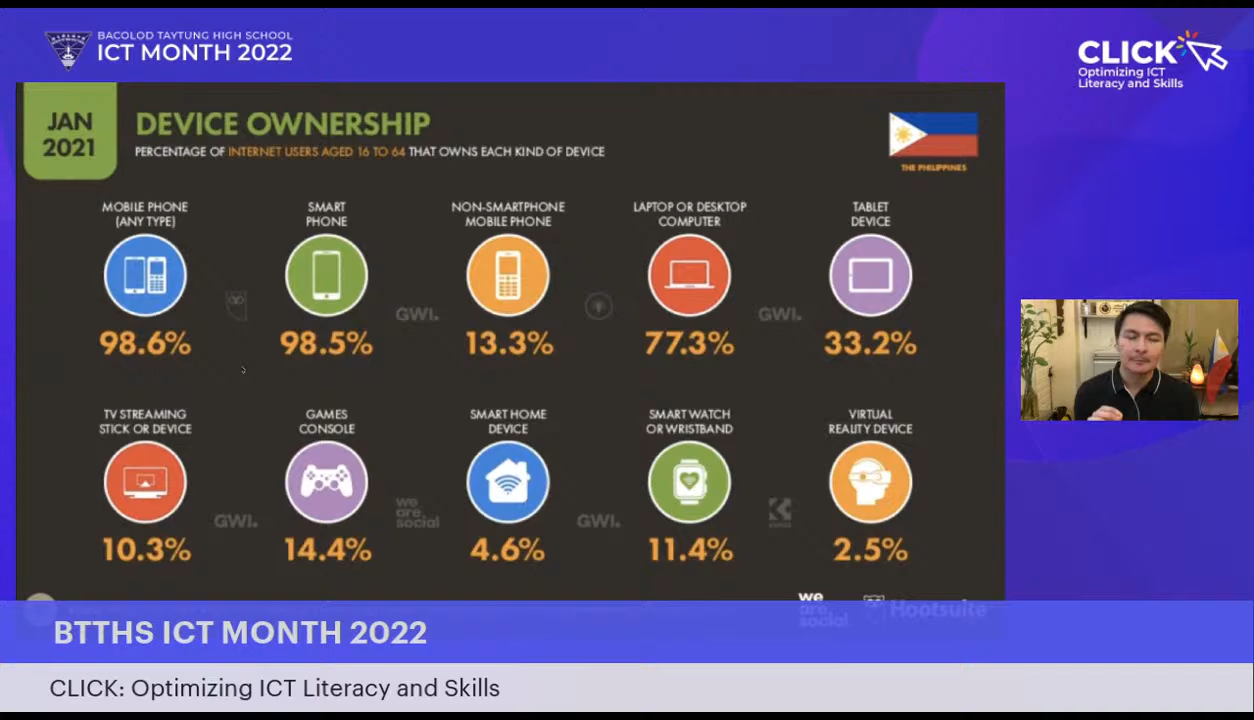 BACOLOD TAYTUNG HIGH SCHOOL
ICT MONTH 2022
CLICK
Optimizing ICT
Literacy and Skills
JAN
2021
DEVICE OWNERSHIP
PERCENTAGE OF INTERNET USERS AGED 16 TO 64 THAT OWNS EACH KIND OF DEVICE
THE PHILIPPINES
MOBILE PHONE
(ANY TYPE)
SMART
PHONE
NON-SMARTPHONE
MOBILE PHONE
LAPTOP OR DESKTOP
COMPUTER
TABLET
DEVICE
GWI.
GWI.
98.6%
98.5%
13.3%
77.3%
33.2%
TV STREAMING
STICK OR DEVICE
GAMES
CONSOLE
SMART HOME
DEVICE
SMART WATCH
OR WRISTBAND
VIRTUAL
REALITY DEVICE
GWI.
we
are
social
GWI.
10.3%
14.4%
4.6%
11.4%
2.5%
we
are
social
Hootsuite
BTTHS ICT MONTH 2022
CLICK: Optimizing ICT Literacy and Skills